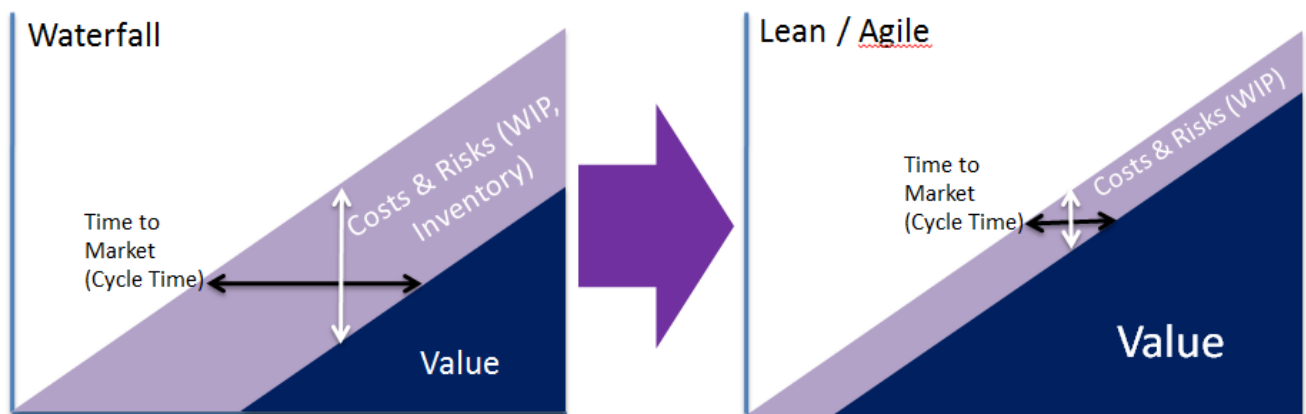 Waterfall
Costs & Risks (WIP,
Inventory)
Time to
Market
(Cycle Time)
Value
Lean / Agile
Costs & Risks (WIP)
Time to
Market
(Cycle Time)
Value